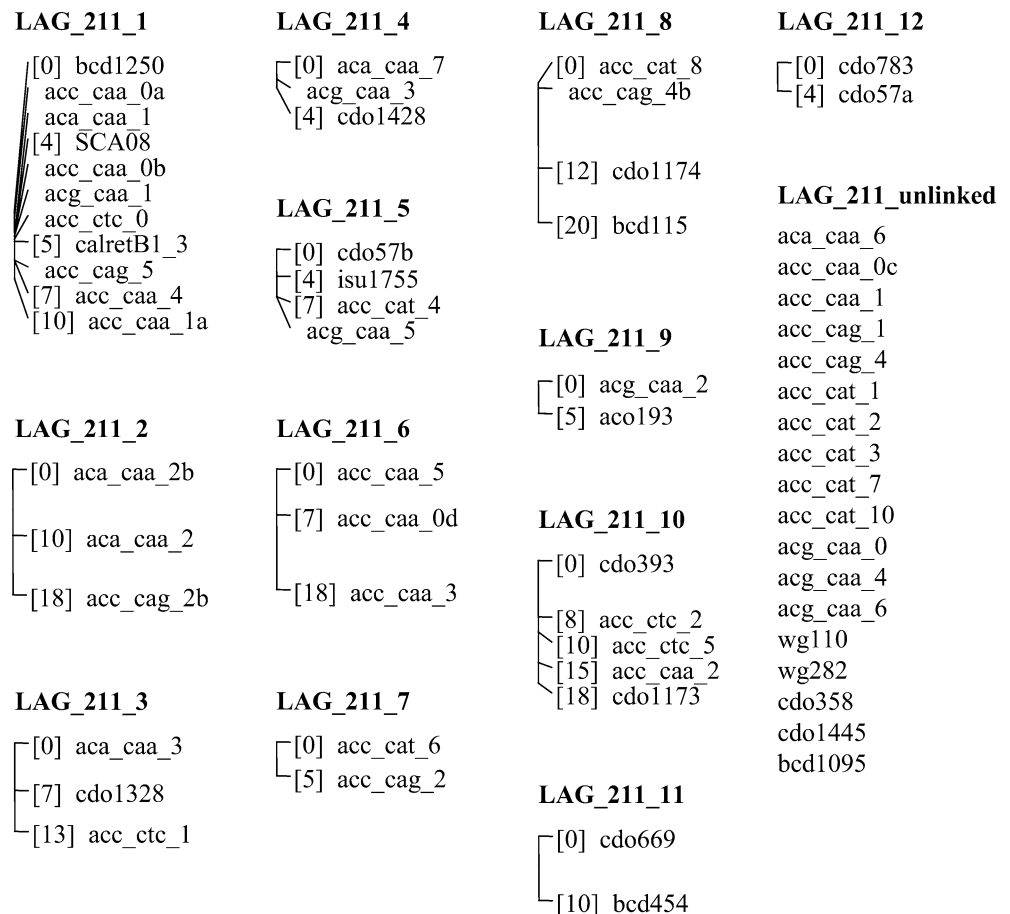 LAG_211_1
[0] bcd1250
acc_caa_0a
aca_caa_1
[4] SCA08
acc_caa_0b
acg_caa_1
acc_ctc_0
[5] calretB1_3
acc_cag_5
[7] acc_caa_4
[10] acc_caa_1a
LAG_211_2
[0] aca_caa_2b
[10] aca_caa_2
[18] acc_cag_2b
LAG_211_3
[0] aca_caa_3
[7] cdo1328
[13] acc_ctc_1
LAG_211_4
[0] aca_caa_7
acg_caa_3
[4] cdo1428
LAG_211_5
[0] cdo57b
[4] isu1755
[7] acc_cat_4
acg_caa_5
LAG_211_6
[0] acc_caa_5
[7] acc_caa_0d
[18] acc_caa_3
LAG_211_7
[0] acc_cat_6
[5] acc_cag_2
LAG_211_8
[0] acc_cat_8
acc_cag_4b
[12] cdo1174
[20] bcd115
LAG_211_9
[0] acg_caa_2
[5] aco193
LAG_211_10
[0] cdo393
[8] acc_ctc_2
[10] acc_ctc_5
[15] acc_caa_2
[18] cdo1173
LAG_211_11
[0] cdo669
[10] bcd454
LAG_211_12
[0] cdo783
[4] cdo57a
LAG_211_unlinked
aca_caa_6
acc_caa_0c
acc_caa_1
acc_cag_1
acc_cag_4
acc_cat_1
acc_cat_2
acc_cat_3
acc_cat_7
acc_cat_10
acg_caa_0
acg_caa_4
acg_caa_6
wg110
wg282
cdo358
cdo1445
bcd1095